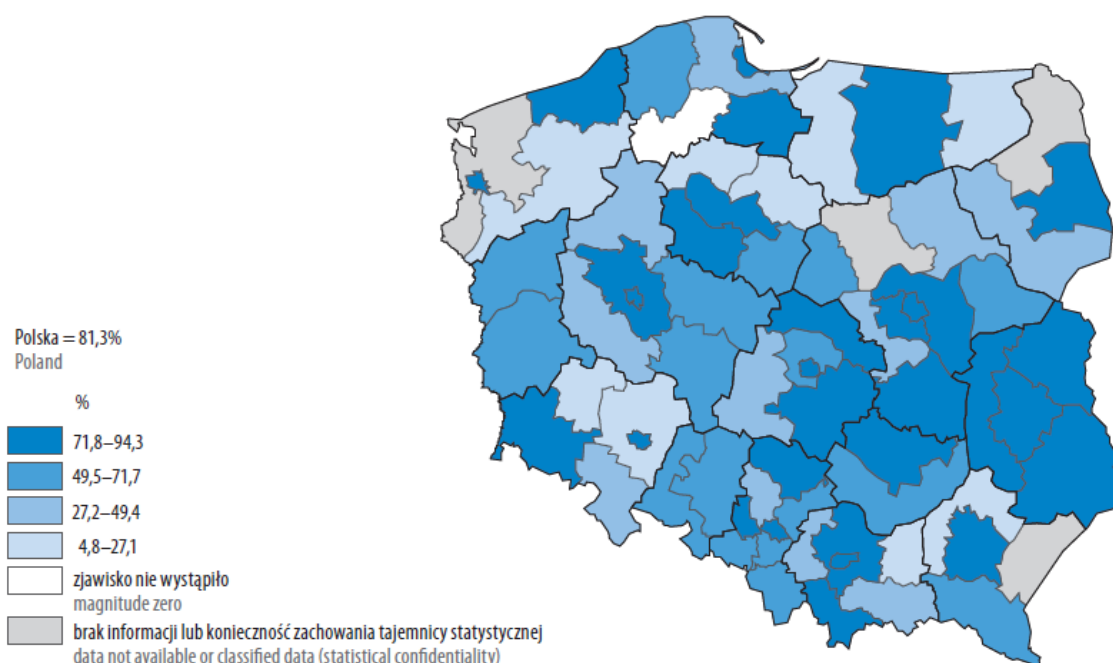 Polska = 81,3%
Poland
%
71,8–94,3
49,5–71,7
27,2–49,4
4,8–27,1
zjawisko nie wystąpiło
magnitude zero
brak informacji lub konieczność zachowania tajemnicy statystycznej
data not available or classified data (statistical confidentiality)